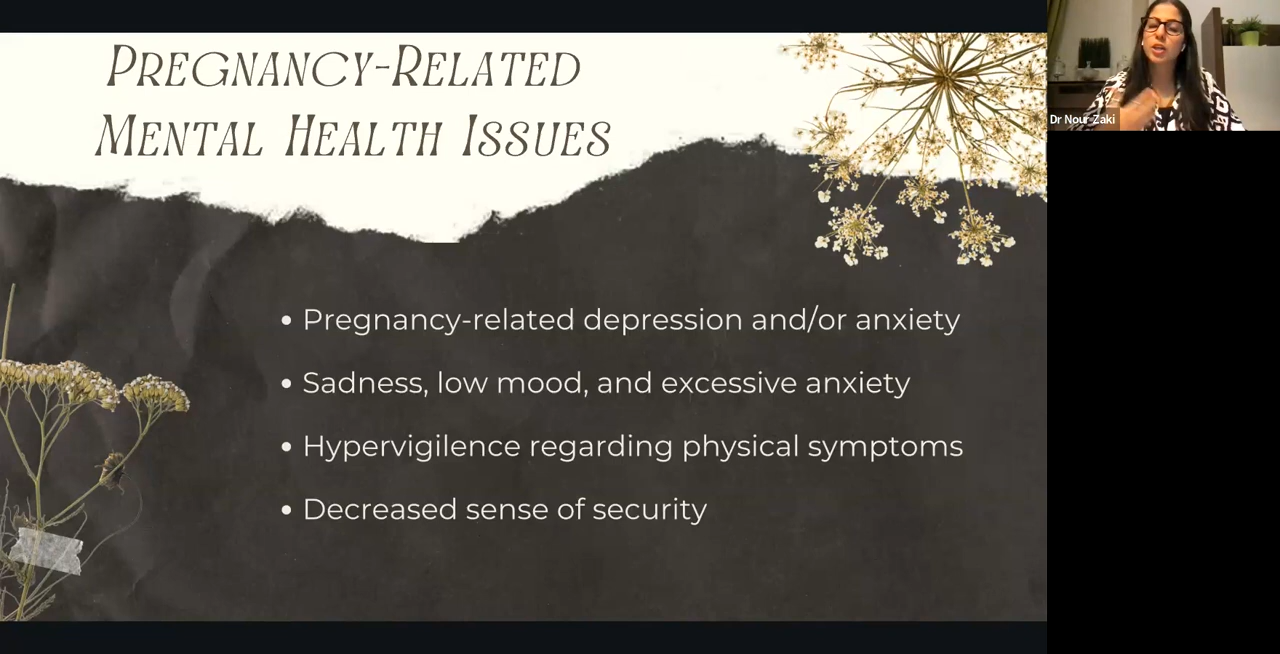 PREGNANCY-RELATED
MENTAL HEALTH ISSUES
• Pregnancy-related depression and/or anxiety
• Sadness, low mood, and excessive anxiety
• Hypervigilence regarding physical symptoms
• Decreased sense of security
Dr Nour Zaki